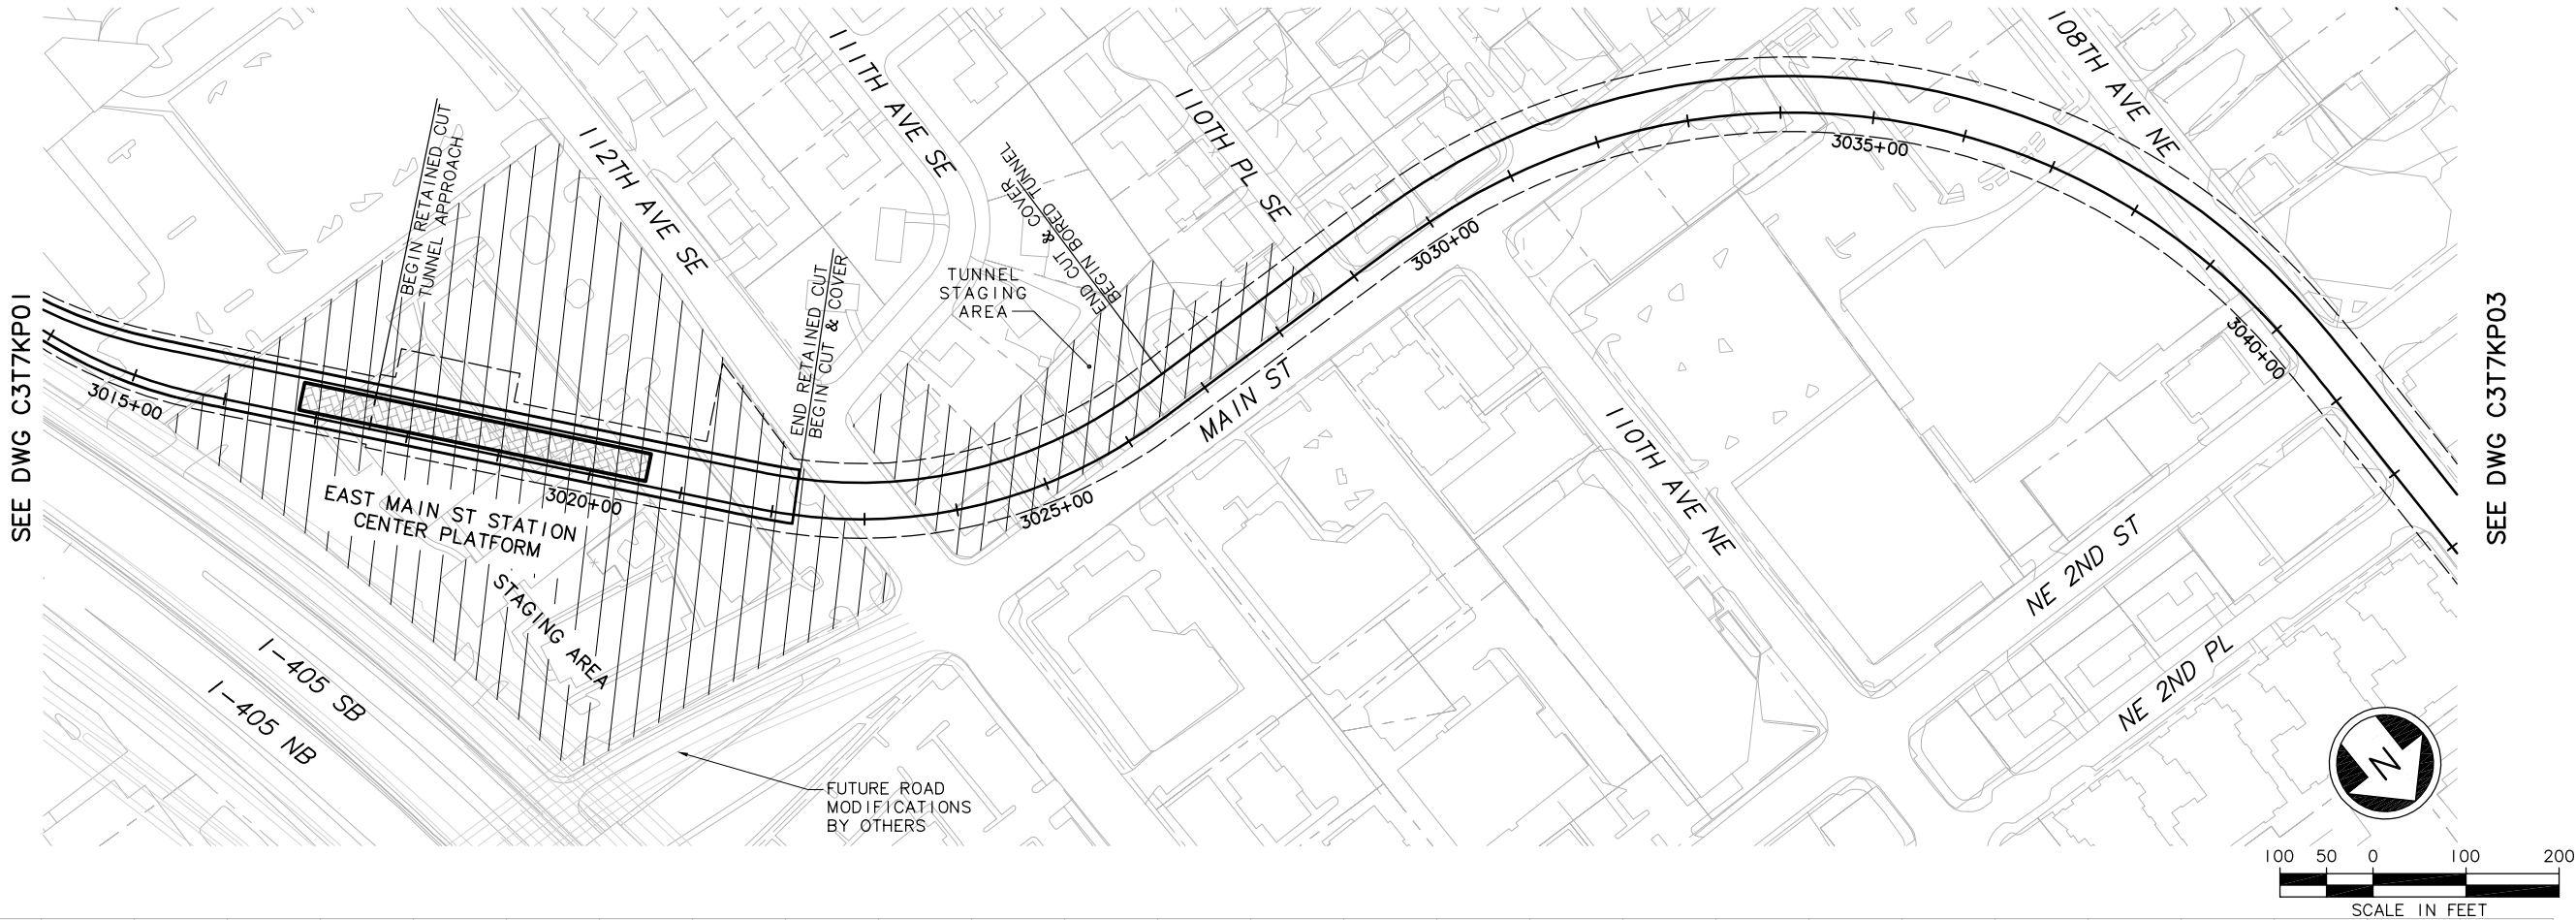 SEE DWG C3T7KP01
3015+00
BEGIN RETAINED CUT
TUNNEL APPROACH
112TH AVE SE
111TH AVE SE
END RETAINED CUT
BEGIN CUT & COVER
TUNNEL
STAGING
AREA
END CUT & COVER
BEGIN BORED TUNNEL
110TH PL SE
108TH AVE NE
3020+00
EAST MAIN ST STATION
CENTER PLATFORM
STAGING AREA
3025+00
MAIN ST
3030+00
3035+00
3040+00
110TH AVE NE
NE 2ND ST
NE 2ND PL
I-405 SB
I-405 NB
FUTURE ROAD
MODIFICATIONS
BY OTHERS
SEE DWG C3T7KP03
N
100 50 0 100 200
SCALE IN FEET